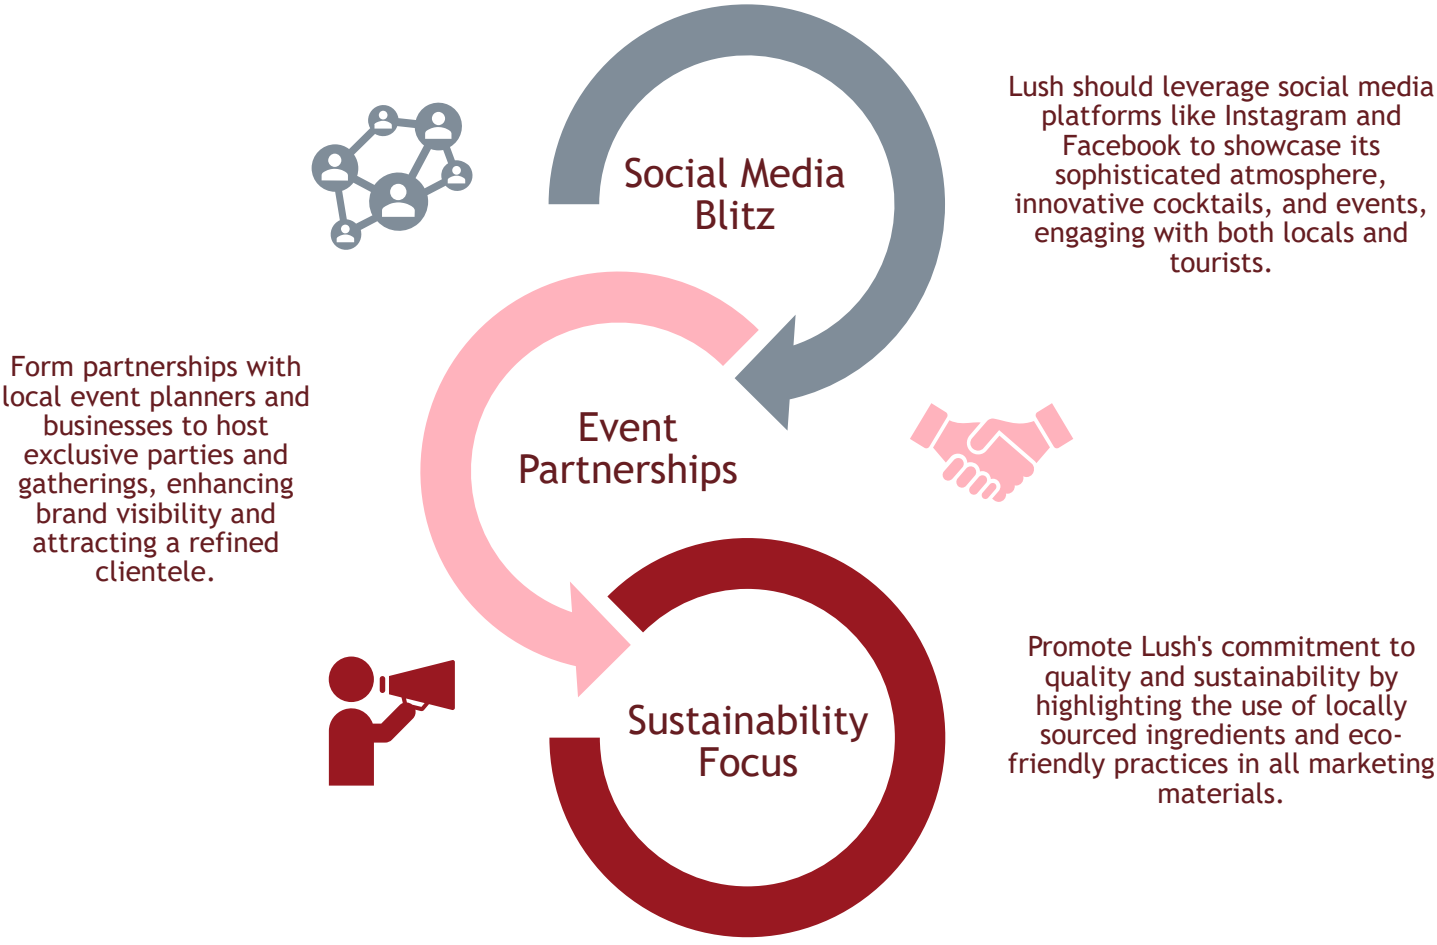 Social Media
Blitz
Lush should leverage social media
platforms like Instagram and
Facebook to showcase its
sophisticated atmosphere,
innovative cocktails, and events,
engaging with both locals and
tourists.
Event
Partnerships
Form partnerships with
local event planners and
businesses to host
exclusive parties and
gatherings, enhancing
brand visibility and
attracting a refined
clientele.
Sustainability
Focus
Promote Lush's commitment to
quality and sustainability by
highlighting the use of locally
sourced ingredients and eco-
friendly practices in all marketing
materials.